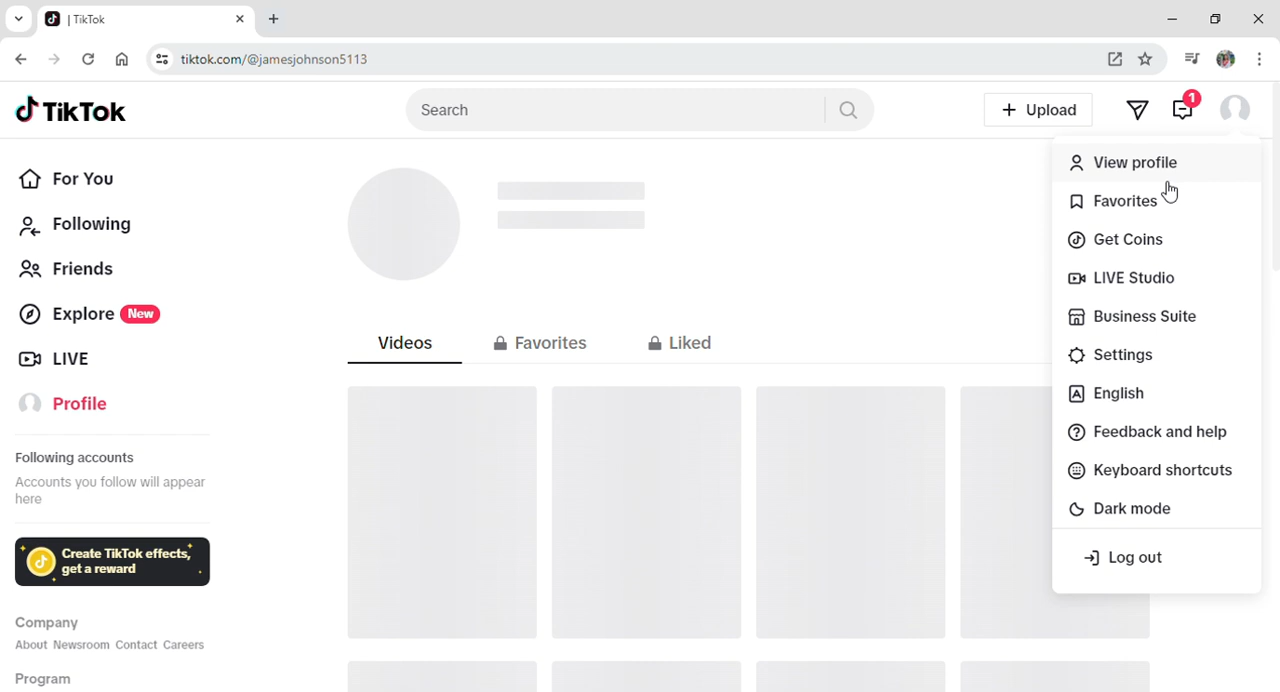 | TikTok
tiktok.com/@jamesjohnson5113
TikTok
Search
Upload
1
For You
Following
Friends
Explore New
LIVE
Profile
Following accounts
Accounts you follow will appear
here
Create TikTok effects,
get a reward
Company
About Newsroom Contact Careers
Program
Videos
Favorites
Liked
View profile
Favorites
Get Coins
LIVE Studio
Business Suite
Settings
English
Feedback and help
Keyboard shortcuts
Dark mode
Log out